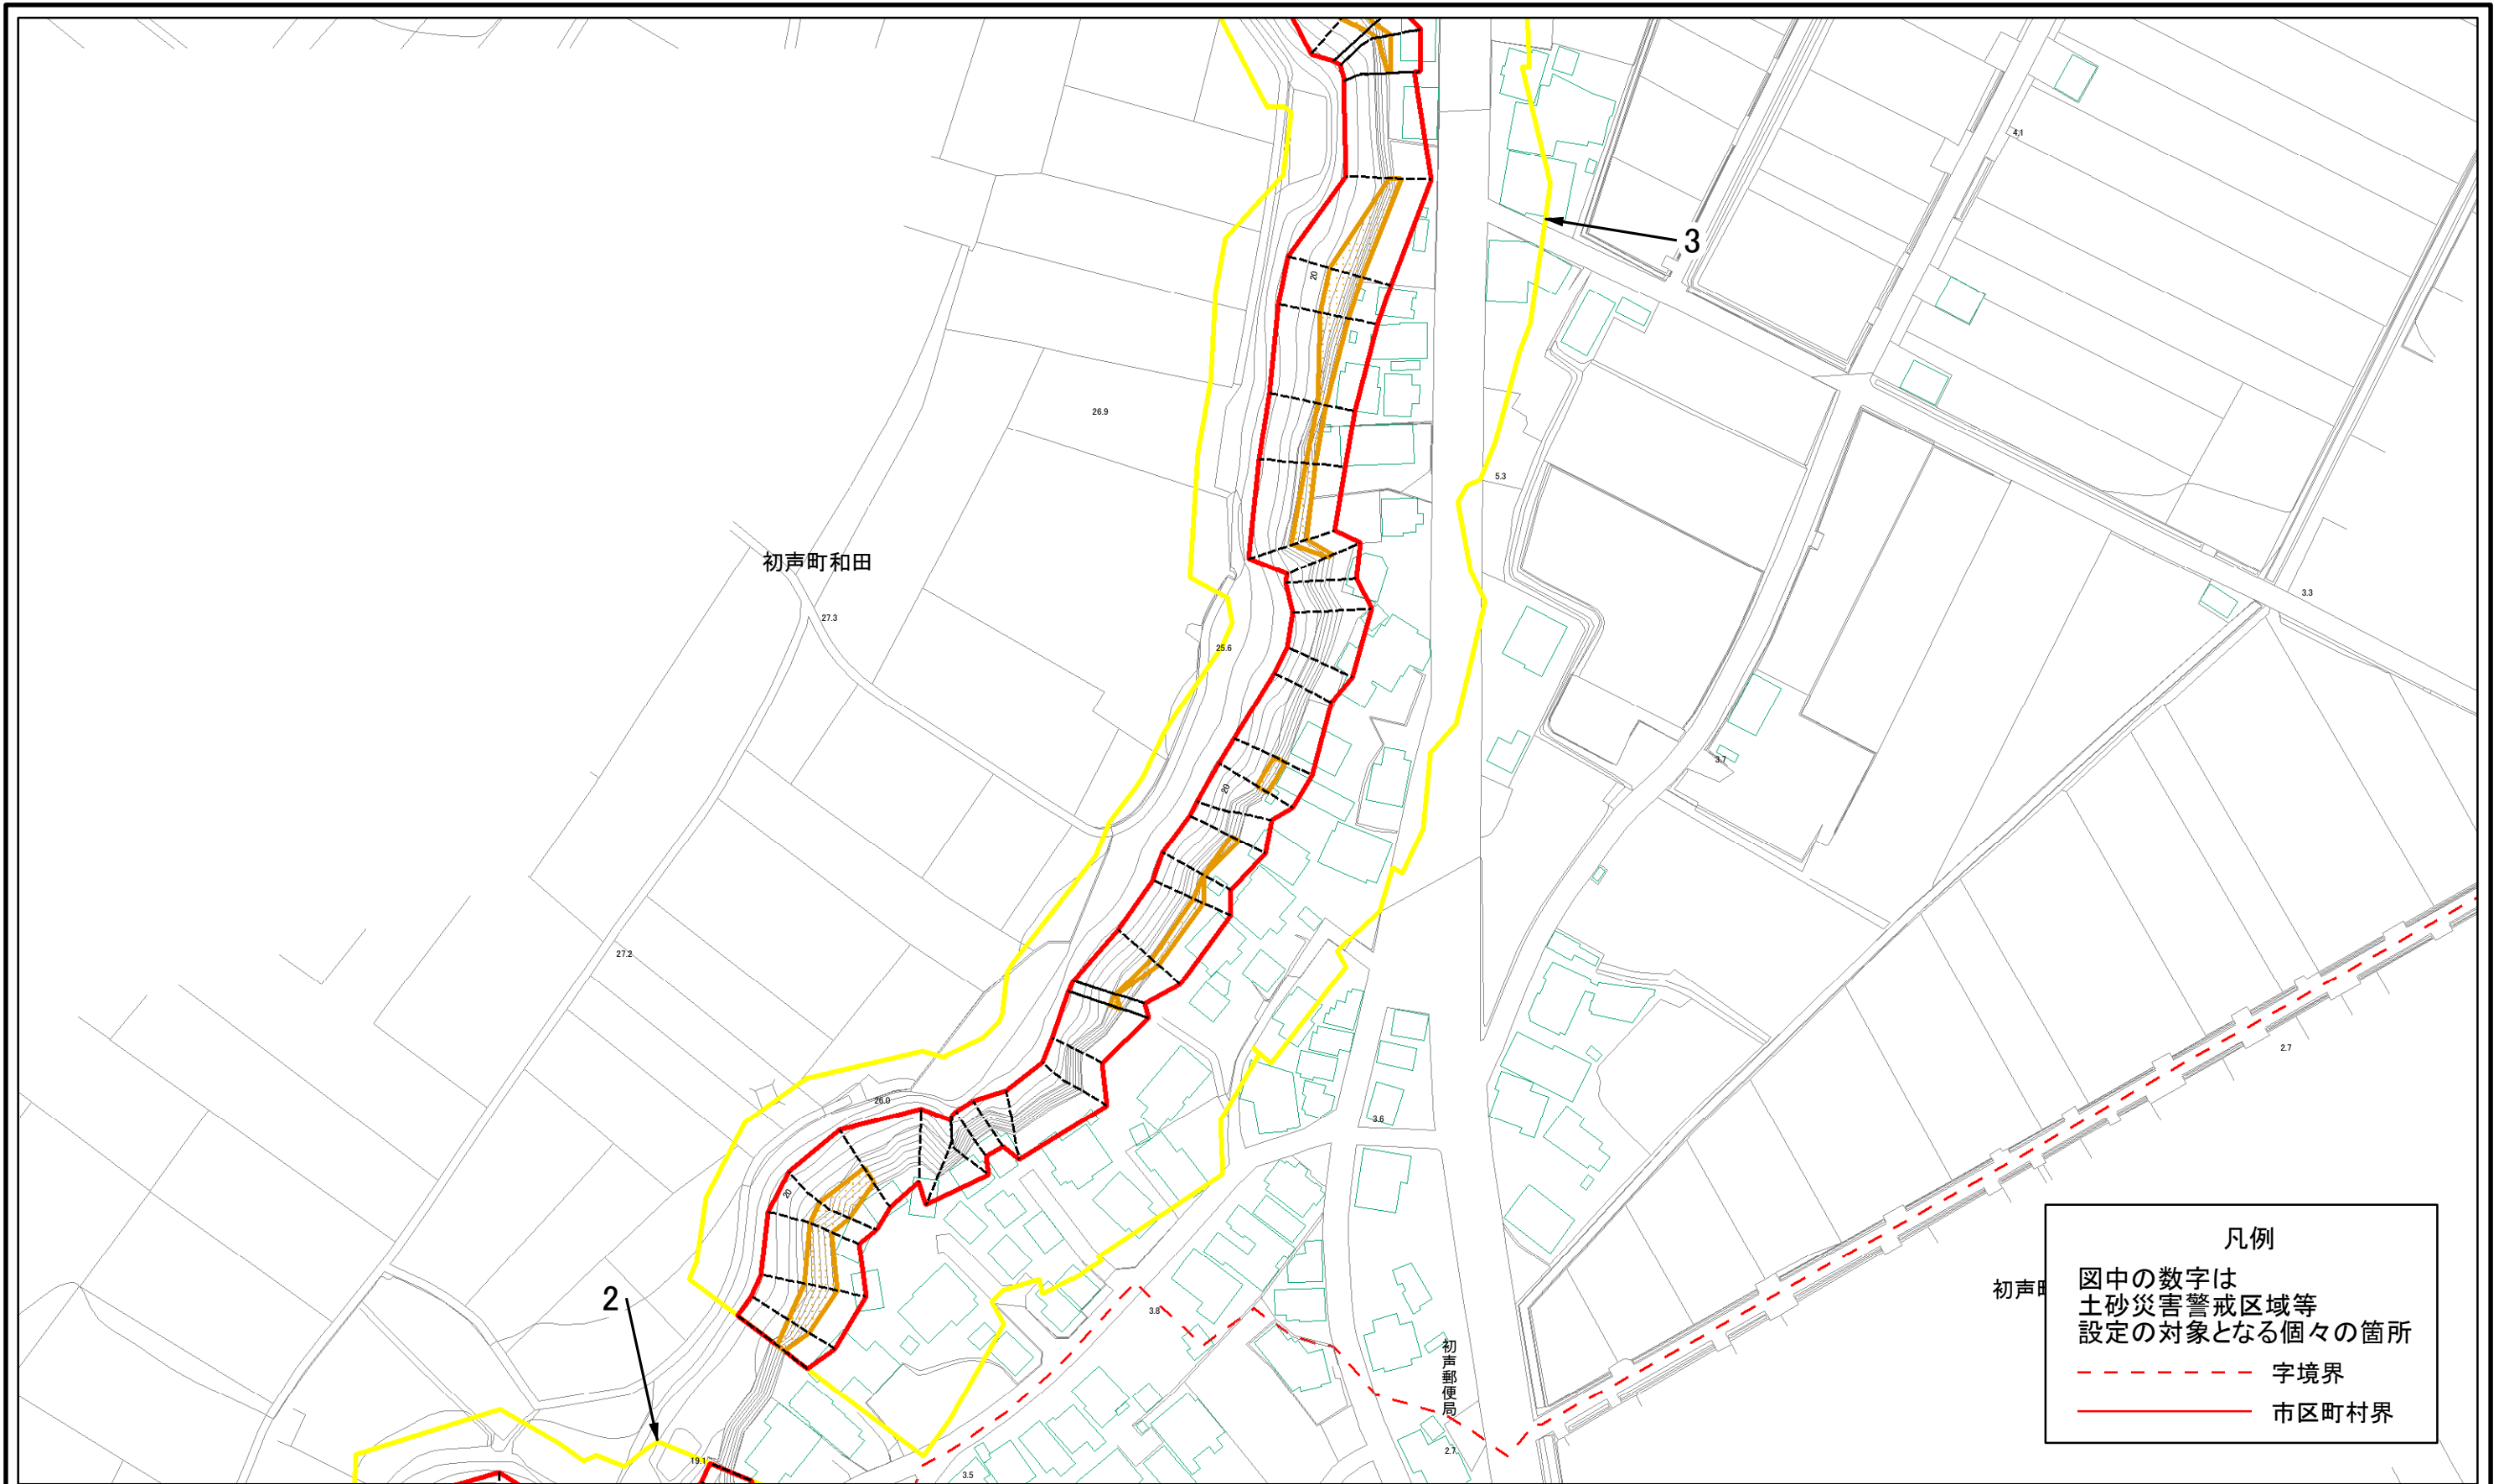 4.1
3
20
26.9
5.3
初声町和田
3.3
27.3
25.6
3.7
20
27.2
2.7
26.0
3.6
20
凡例
図中の数字は
土砂災害警戒区域等
設定の対象となる個々の箇所
字境界
市区町村界
初声町
2
3.8
初声郵便局
2.7
19.1
3.5